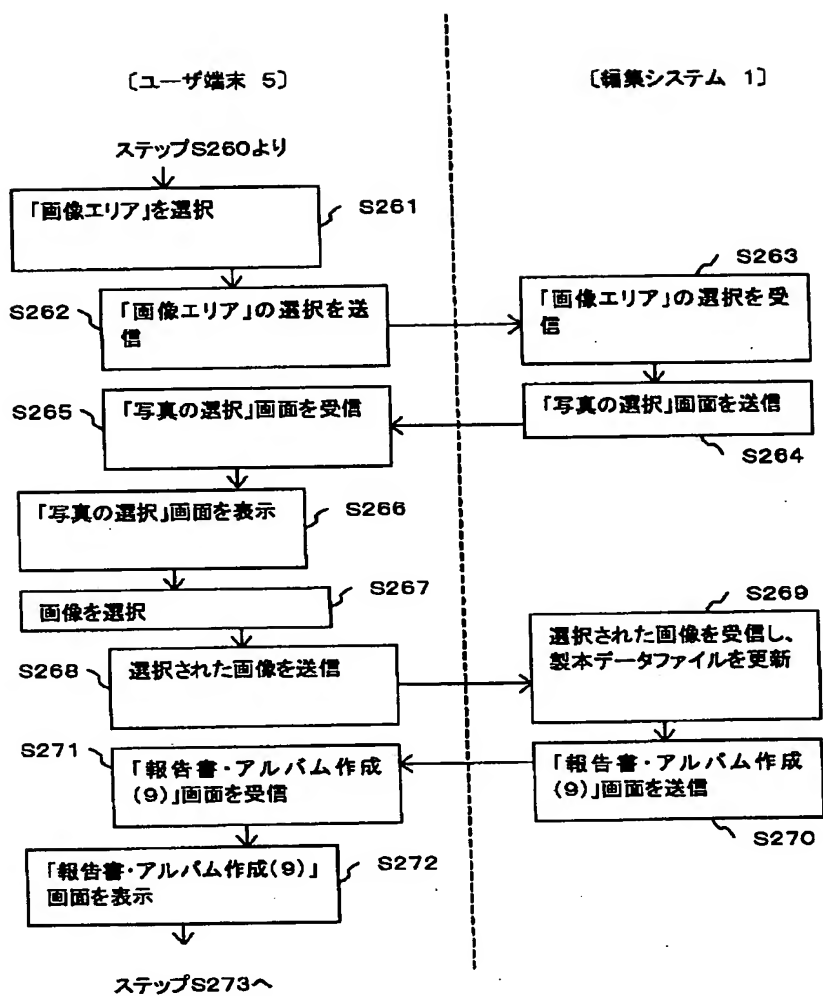 〔ユーザ端末 5〕
〔編集システム 1〕
ステップS260より
「画像エリア」を選択
S261
S262
「画像エリア」の選択を送
信
S263
「画像エリア」の選択を受
信
S265
「写真の選択」画面を受信
「写真の選択」画面を送信
S264
「写真の選択」画面を表示
S266
画像を選択
S267
S268
選択された画像を送信
S269
選択された画像を受信し、
製本データファイルを更新
S271
「報告書・アルバム作成
(9)」画面を受信
「報告書・アルバム作成
(9)」画面を送信
S270
「報告書・アルバム作成(9)」
画面を表示
S272
ステップS273へ